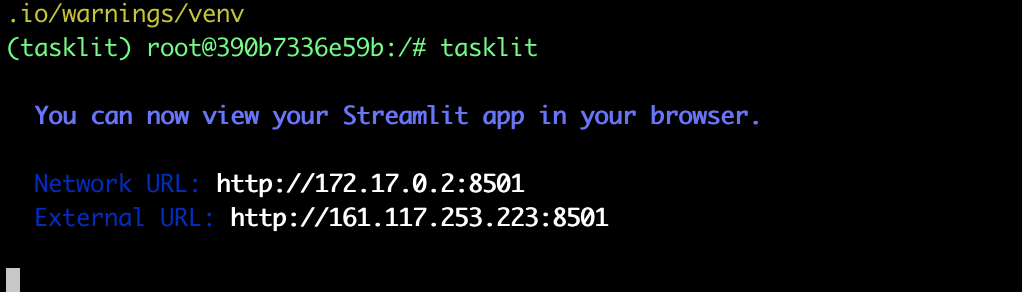 .io/warnings/venv
(tasklit) root@390b7336e59b:/# tasklit
You can now view your Streamlit app in your browser.
Network URL: http://172.17.0.2:8501
External URL: http://161.117.253.223:8501